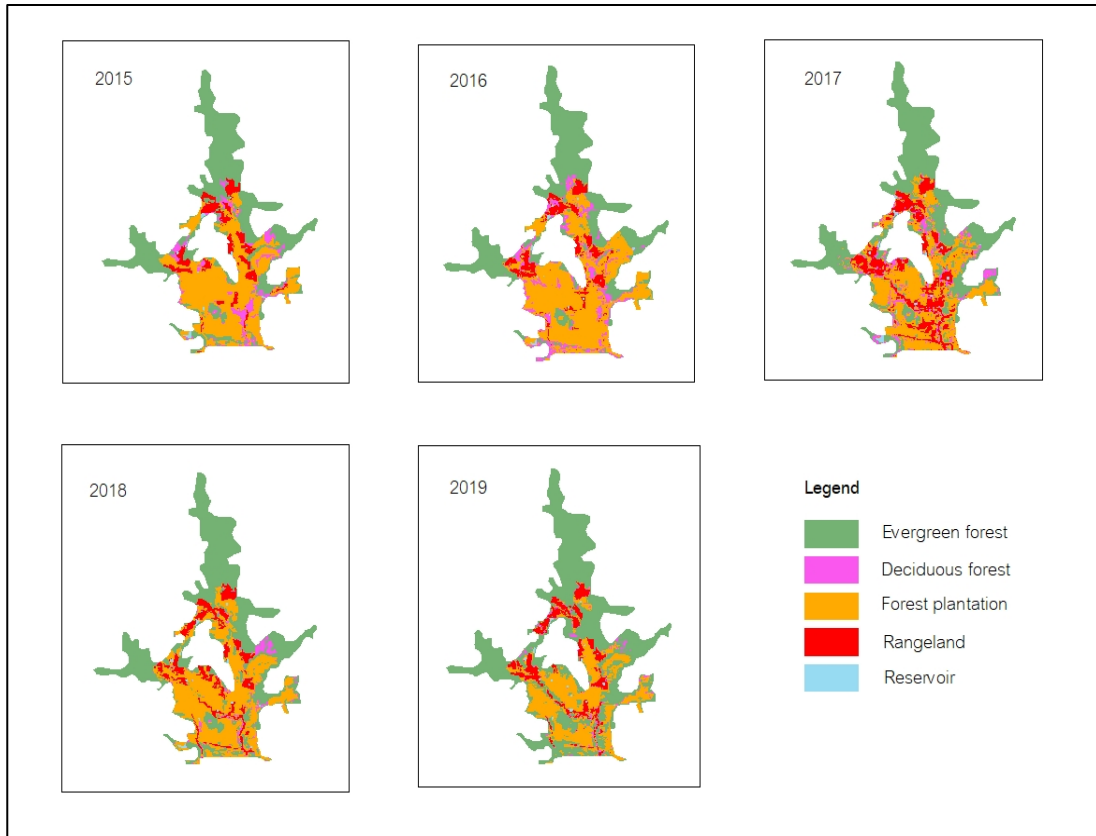 2015
2016
2017
2018
2019
Legend
Evergreen forest
Deciduous forest
Forest plantation
Rangeland
Reservoir